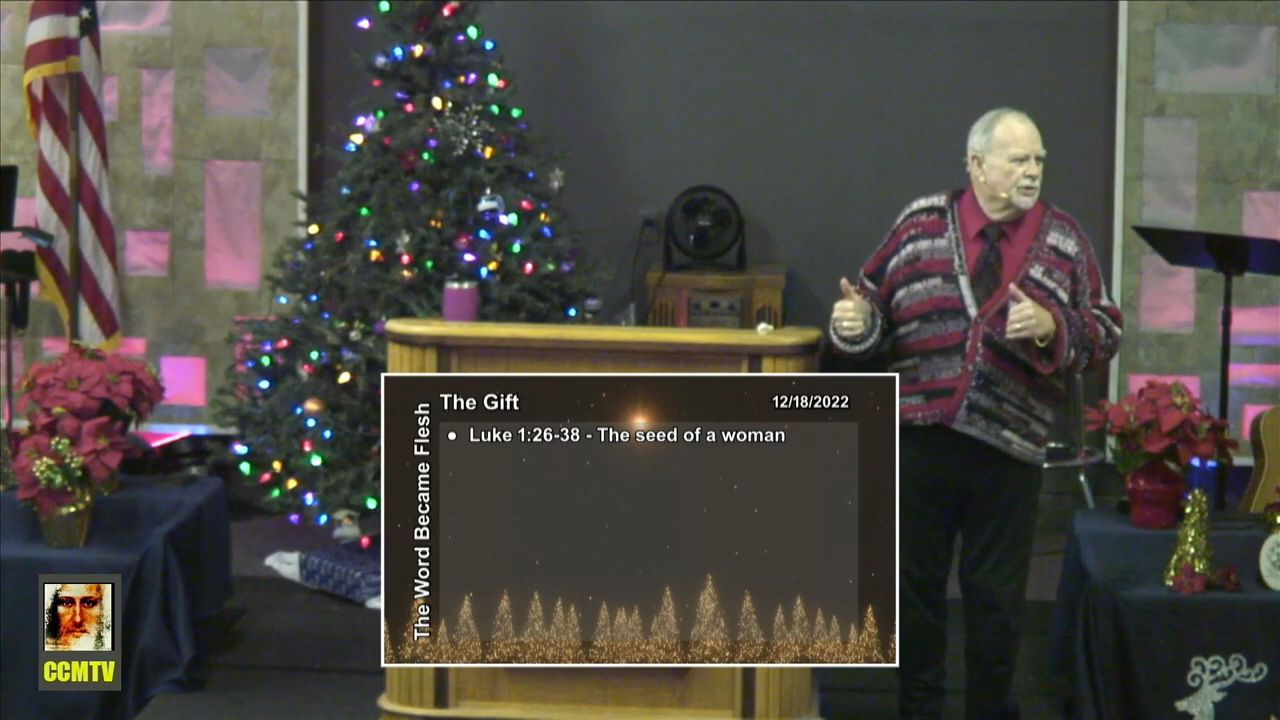 The Gift
12/18/2022
• Luke 1:26-38 - The seed of a woman
The Word Became Flesh
CCMTV